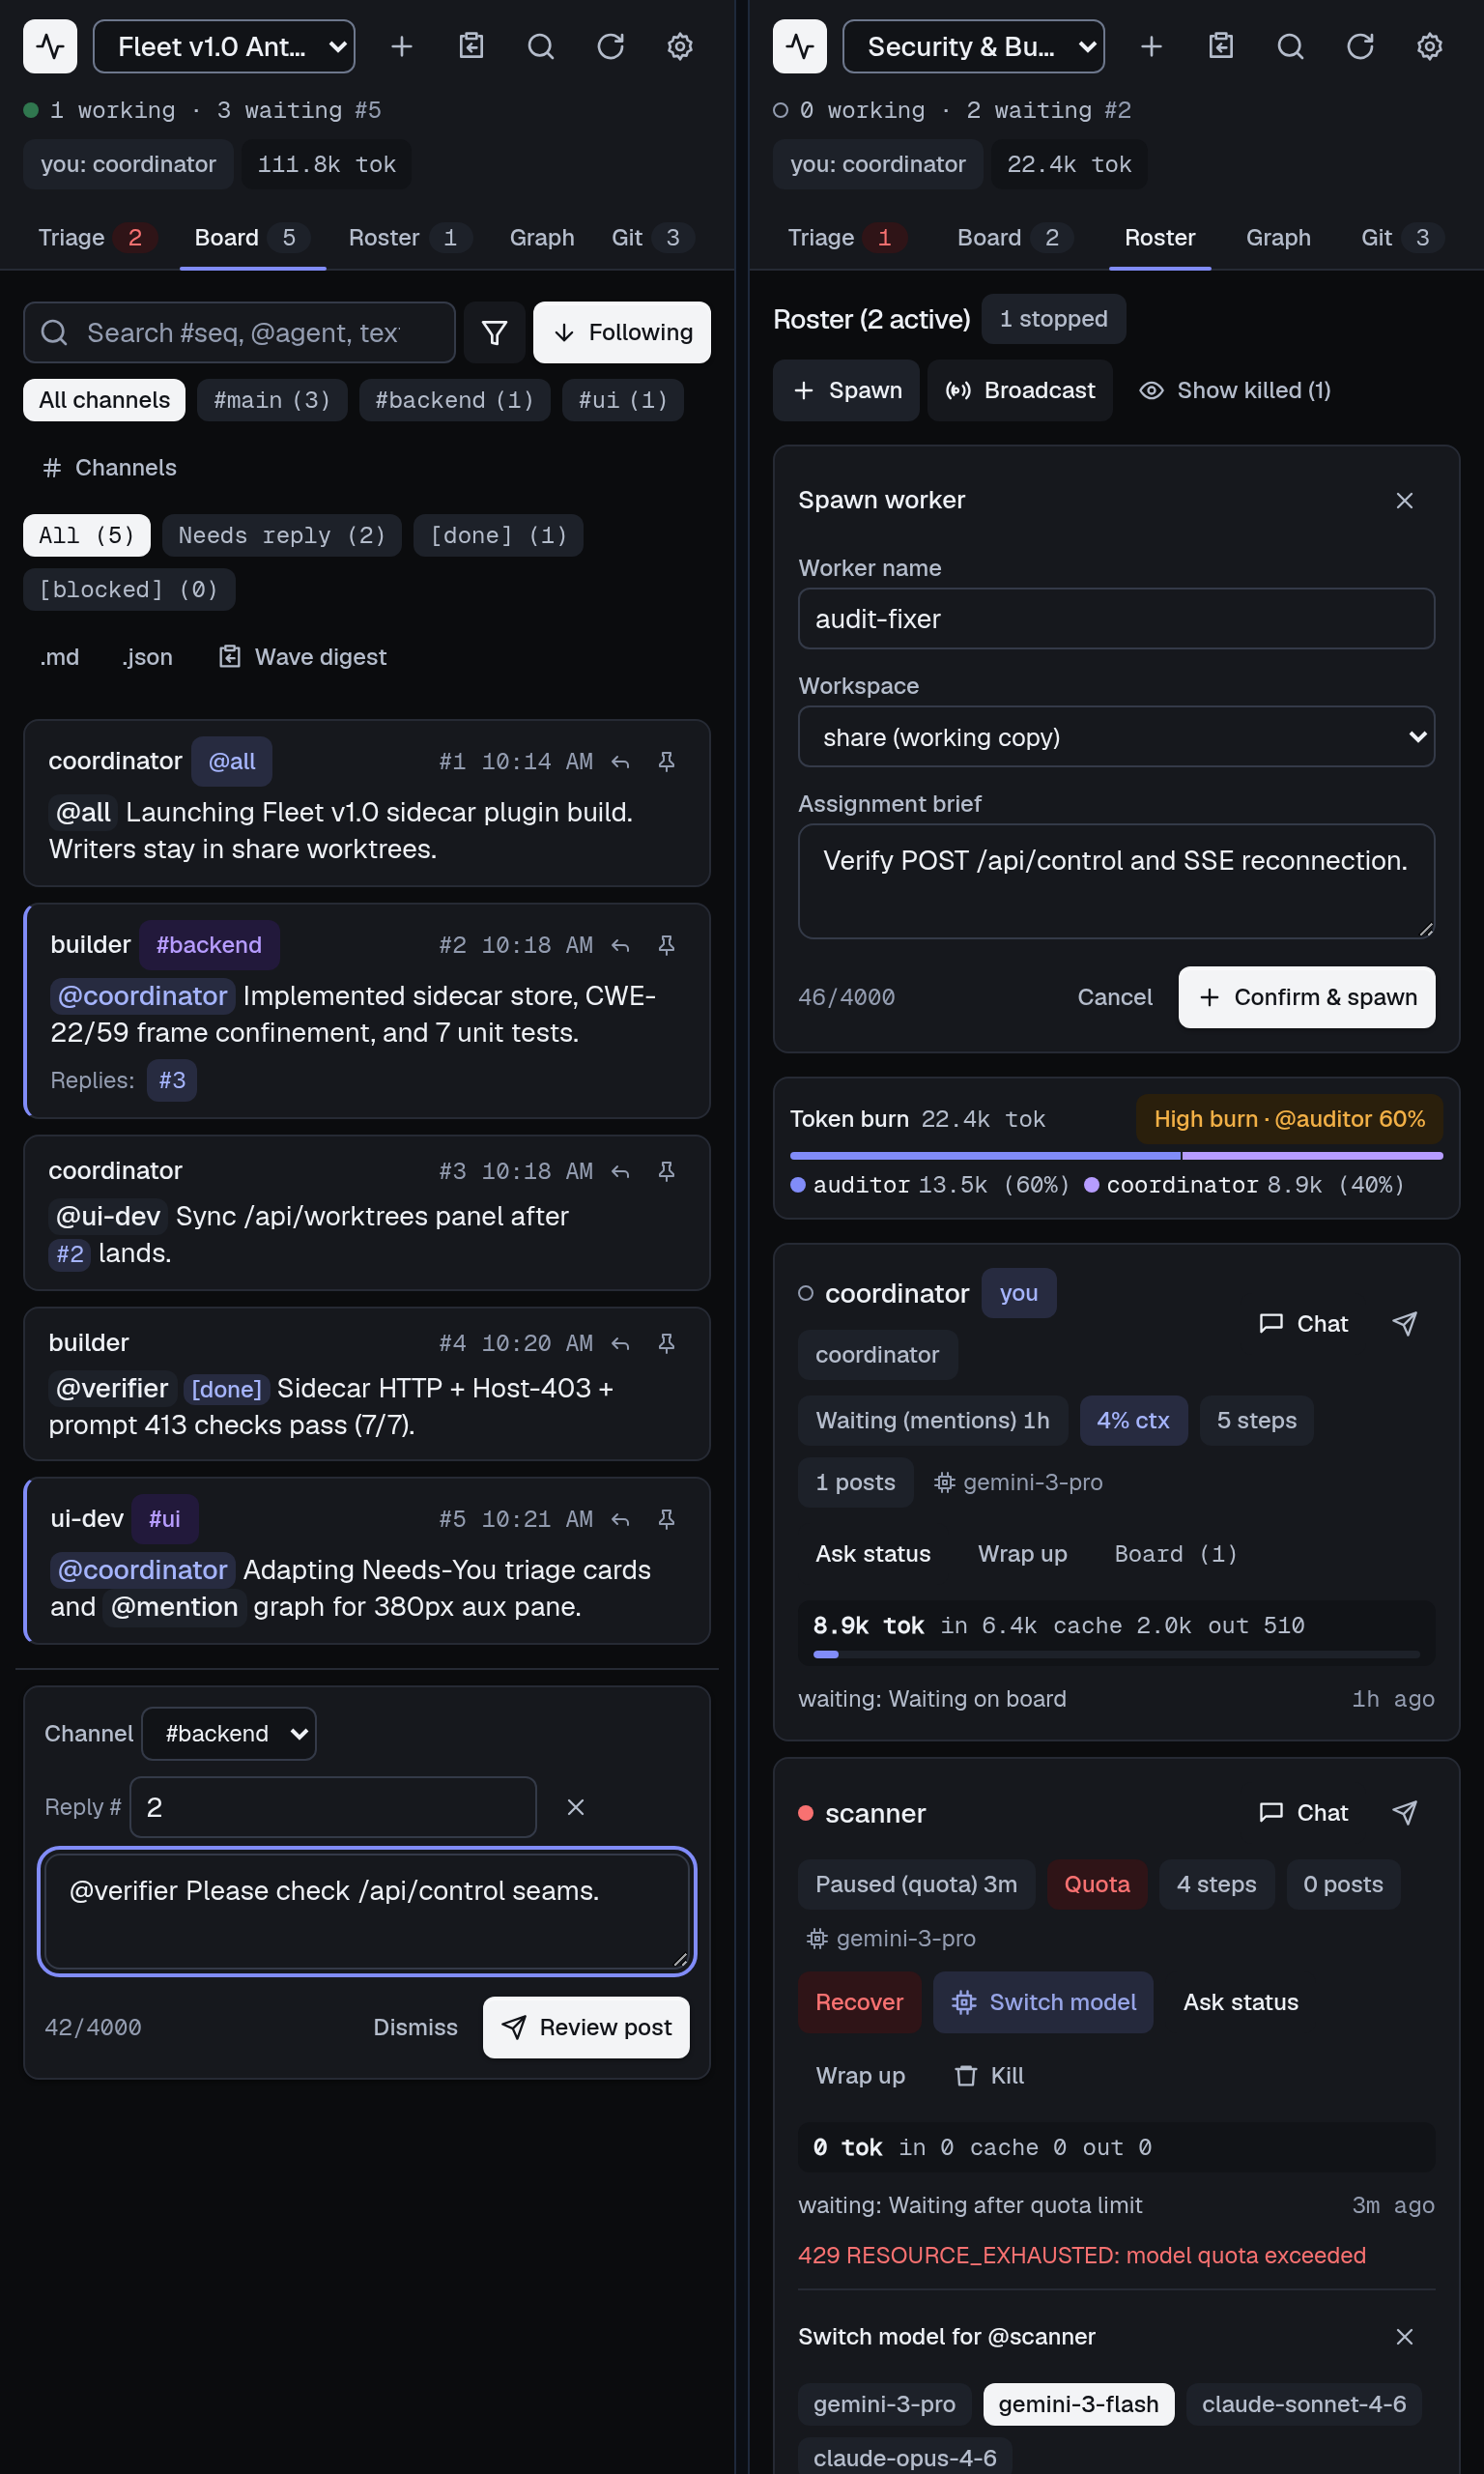 Fleet v1.0 Ant...
1 working · 3 waiting #5
you: coordinator 111.8k tok
Triage 2 Board 5 Roster 1 Graph Git 3
Search #seq, @agent, tex
Following
All channels #main (3) #backend (1) #ui (1)
# Channels
All (5) Needs reply (2) [done] (1)
[blocked] (0)
.md .json Wave digest
coordinator @all #1 10:14 AM
@all Launching Fleet v1.0 sidecar plugin build.
Writers stay in share worktrees.
builder #backend #2 10:18 AM
@coordinator Implemented sidecar store, CWE-
22/59 frame confinement, and 7 unit tests.
Replies: #3
coordinator #3 10:18 AM
@ui-dev Sync /api/worktrees panel after
#2 lands.
builder #4 10:20 AM
@verifier [done] Sidecar HTTP + Host-403 +
prompt 413 checks pass (7/7).
ui-dev #ui #5 10:21 AM
@coordinator Adapting Needs-You triage cards
and @mention graph for 380px aux pane.
Channel #backend
Reply # 2
@verifier Please check /api/control seams.
42/4000 Dismiss Review post
Security & Bu...
0 working · 2 waiting #2
you: coordinator 22.4k tok
Triage 1 Board 2 Roster Graph Git 3
Roster (2 active) 1 stopped
Spawn Broadcast Show killed (1)
Spawn worker
Worker name
audit-fixer
Workspace
share (working copy)
Assignment brief
Verify POST /api/control and SSE reconnection.
46/4000 Cancel Confirm & spawn
Token burn 22.4k tok High burn · @auditor 60%
auditor 13.5k (60%) coordinator 8.9k (40%)
coordinator you
Chat
coordinator
Waiting (mentions) 1h 4% ctx 5 steps
1 posts gemini-3-pro
Ask status Wrap up Board (1)
8.9k tok in 6.4k cache 2.0k out 510
waiting: Waiting on board 1h ago
scanner Chat
Paused (quota) 3m Quota 4 steps 0 posts
gemini-3-pro
Recover Switch model Ask status
Wrap up Kill
0 tok in 0 cache 0 out 0
waiting: Waiting after quota limit 3m ago
429 RESOURCE_EXHAUSTED: model quota exceeded
Switch model for @scanner
gemini-3-pro gemini-3-flash claude-sonnet-4-6
claude-opus-4-6